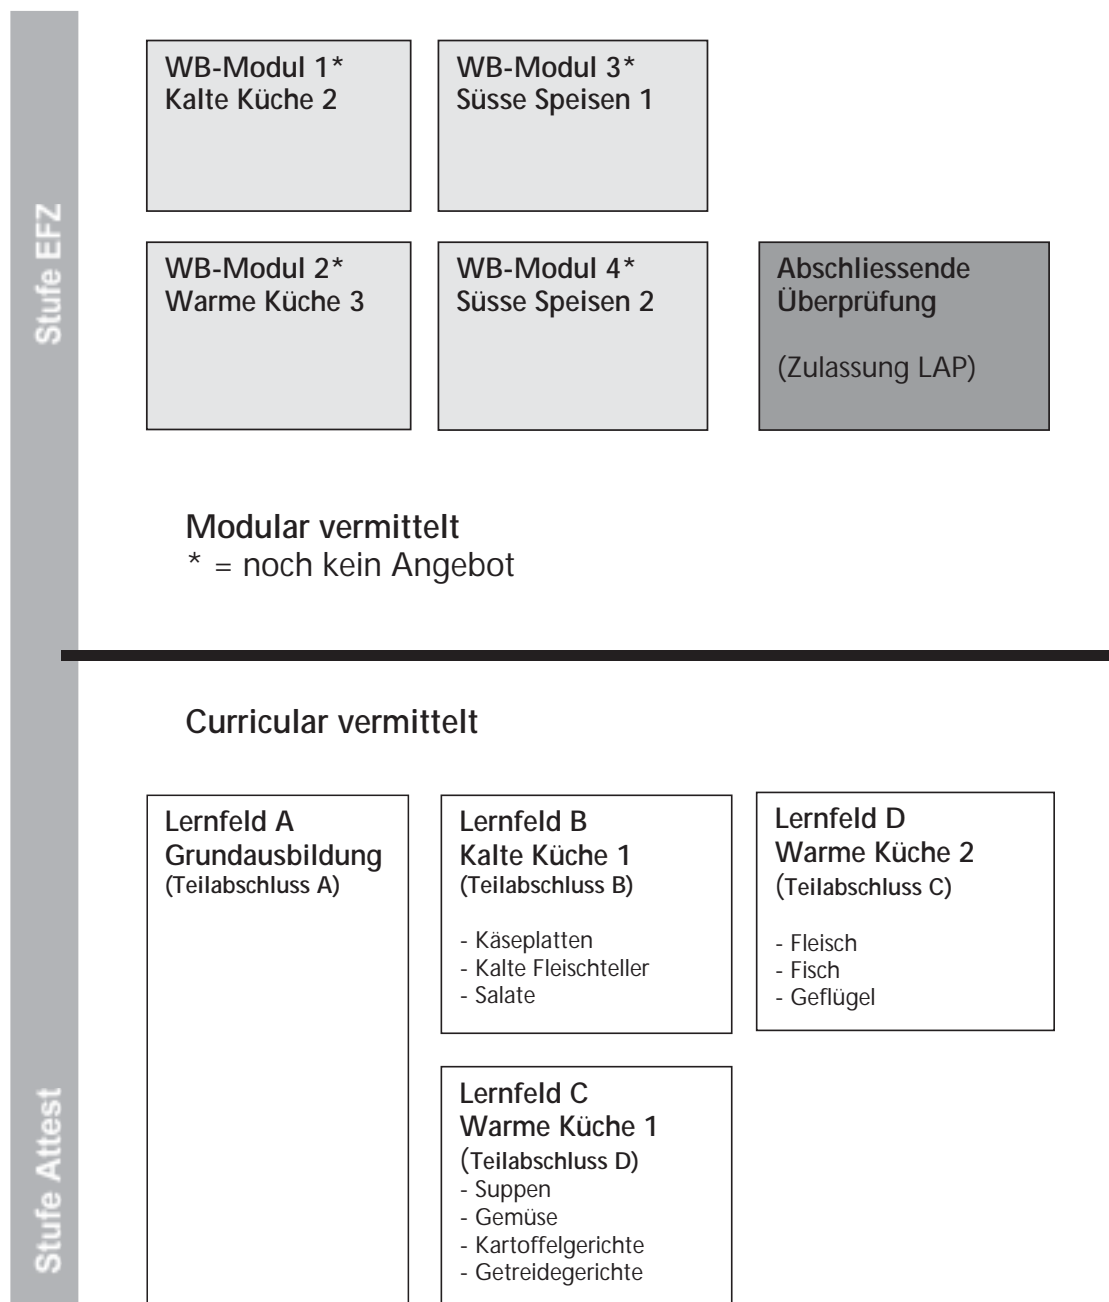 Stufe EFZ
WB-Modul 1*
Kalte Küche 2
WB-Modul 3*
Süsse Speisen 1
WB-Modul 2*
Warme Küche 3
WB-Modul 4*
Süsse Speisen 2
Abschliessende
Überprüfung
(Zulassung LAP)
Modular vermittelt
* = noch kein Angebot
Stufe Attest
Curricular vermittelt
Lernfeld A
Grundausbildung
(Teilabschluss A)
Lernfeld B
Kalte Küche 1
(Teilabschluss B)
- Käseplatten
- Kalte Fleischteller
- Salate
Lernfeld D
Warme Küche 2
(Teilabschluss C)
- Fleisch
- Fisch
- Geflügel
Lernfeld C
Warme Küche 1
(Teilabschluss D)
- Suppen
- Gemüse
- Kartoffelgerichte
- Getreidegerichte